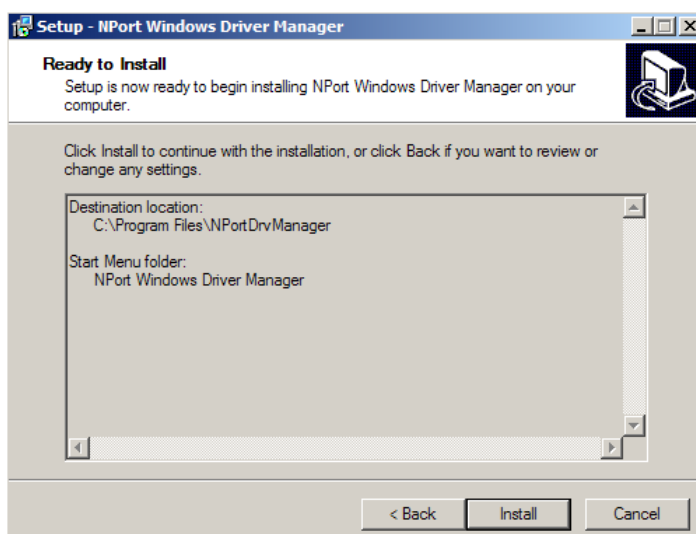 Setup - NPort Windows Driver Manager
Ready to Install
Setup is now ready to begin installing NPort Windows Driver Manager on your
computer.
Click Install to continue with the installation, or click Back if you want to review or
change any settings.
Destination location:
C:\Program Files\NPortDrvManager
Start Menu folder:
NPort Windows Driver Manager
< Back
Install
Cancel